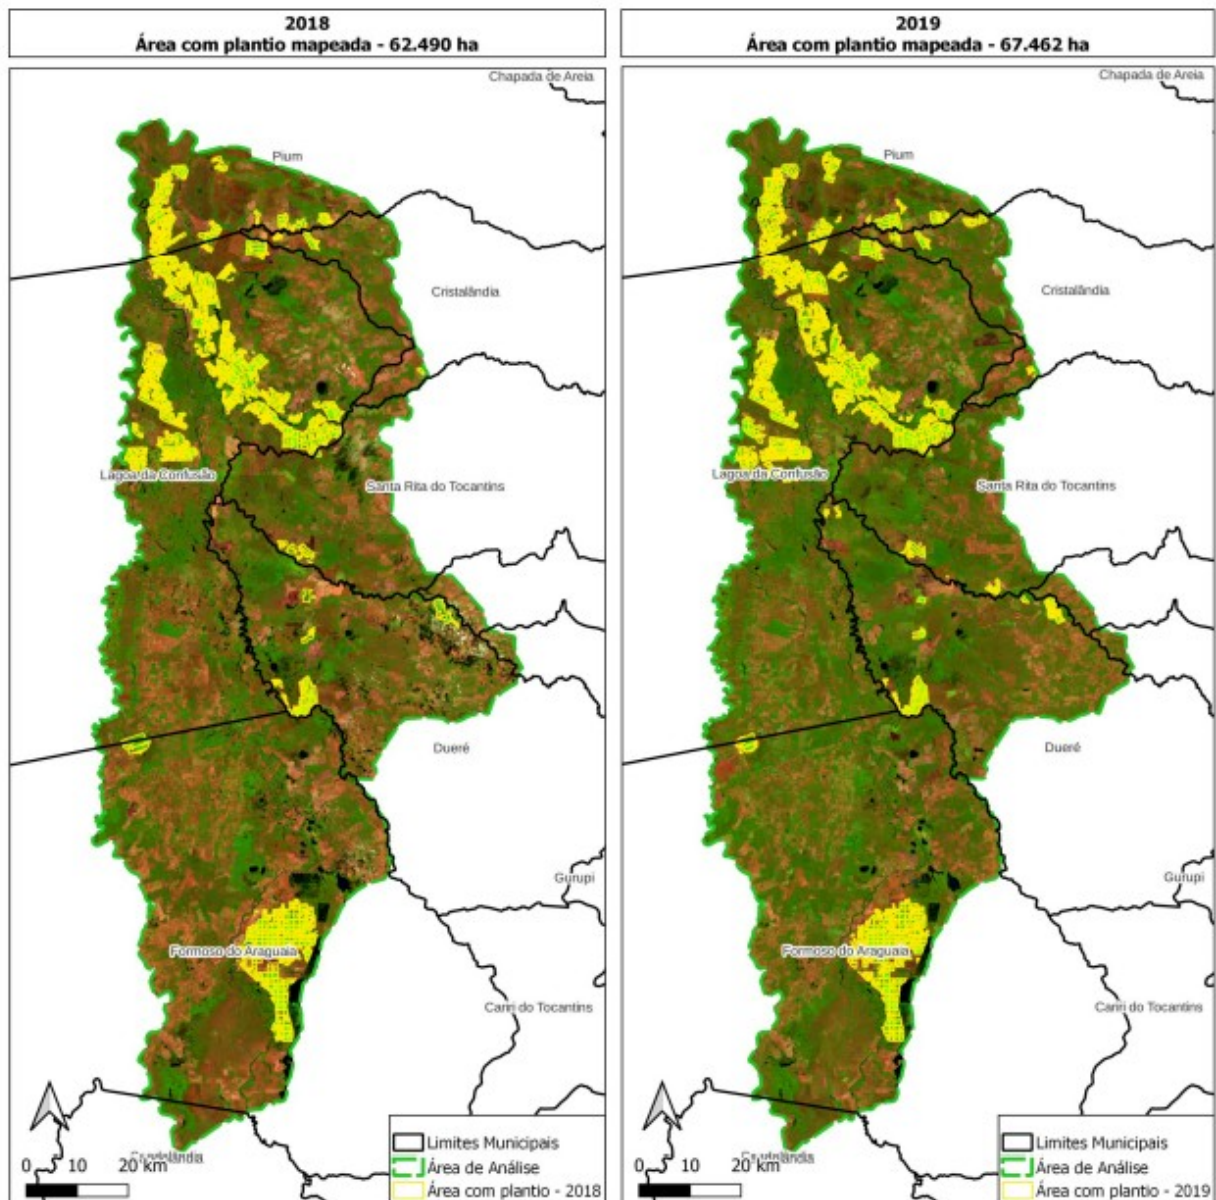 2018
Área com plantio mapeada - 62.490 ha
Chapada de Areia
Pium
Cristalândia
Lagoa da Confusão
Santa Rita do Tocantins
Dueré
Gurupi
Formoso do Araguaia
Cariri do Tocantins
0 10 20 km
Limites Municipais
Área de Análise
Área com plantio - 2018
2019
Área com plantio mapeada - 67.462 ha
Chapada de Areia
Pium
Cristalândia
Lagoa da Confusão
Santa Rita do Tocantins
Dueré
Gurupi
Formoso do Araguaia
Cariri do Tocantins
0 10 20 km
Limites Municipais
Área de Análise
Área com plantio - 2019